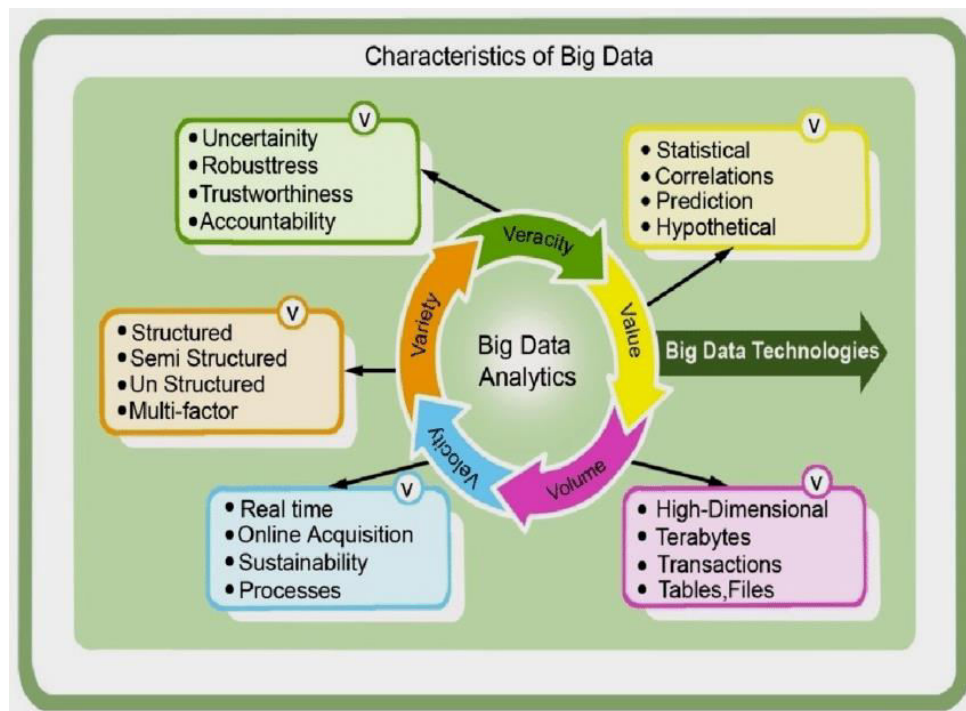 Characteristics of Big Data
V
• Uncertainity
• Robusttress
• Trustworthiness
• Accountability
V
• Statistical
• Correlations
• Prediction
• Hypothetical
Veracity
Value
Variety
Big Data
Analytics
Big Data Technologies
V
• Structured
• Semi Structured
• Un Structured
• Multi-factor
Velocity
Volume
V
• Real time
• Online Acquisition
• Sustainability
• Processes
V
• High-Dimensional
• Terabytes
• Transactions
• Tables,Files